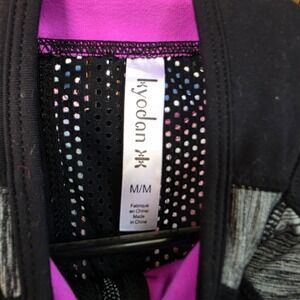 kyodan
M/M
Fabriqué
en Chine/
Made
in China